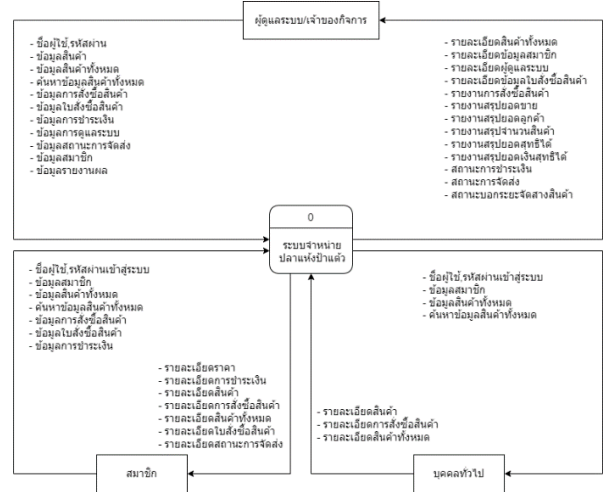 ผู้ดูแลระบบ/เจ้าของกิจการ
- ชื่อผู้ใช้,รหัสผ่าน
- ข้อมูลสินค้า
- ข้อมูลสินค้าทั้งหมด
- ค้นหาข้อมูลสินค้าทั้งหมด
- ข้อมูลการสั่งซื้อสินค้า
- ข้อมูลใบสั่งซื้อสินค้า
- ข้อมูลการชำระเงิน
- ข้อมูลการดูแลระบบ
- ข้อมูลสถานะการจัดส่ง
- ข้อมูลสมาชิก
- ข้อมูลรายงานผล
- รายละเอียดสินค้าทั้งหมด
- รายละเอียดข้อมูลสมาชิก
- รายละเอียดผู้ดูแลระบบ
- รายละเอียดข้อมูลใบสั่งซื้อสินค้า
- รายงานการสั่งซื้อสินค้า
- รายงานสรุปยอดขาย
- รายงานสรุปยอดลูกค้า
- รายงานสรุปจำนวนสินค้า
- รายงานสรุปยอดสุทธิได้
- รายงานสรุปยอดเงินสุทธิได้
- สถานะการชำระเงิน
- สถานะการจัดส่ง
- สถานะบอกระยะจัดสางสินค้า
0
ระบบจำหน่าย
ปลาแห้งป้าแต๋ว
- ชื่อผู้ใช้,รหัสผ่านเข้าสู่ระบบ
- ข้อมูลสมาชิก
- ข้อมูลสินค้าทั้งหมด
- ค้นหาข้อมูลสินค้าทั้งหมด
- ข้อมูลการสั่งซื้อสินค้า
- ข้อมูลใบสั่งซื้อสินค้า
- ข้อมูลการชำระเงิน
- ชื่อผู้ใช้,รหัสผ่านเข้าสู่ระบบ
- ข้อมูลสมาชิก
- ข้อมูลสินค้าทั้งหมด
- ค้นหาข้อมูลสินค้าทั้งหมด
- รายละเอียดราคา
- รายละเอียดการชำระเงิน
- รายละเอียดสินค้า
- รายละเอียดการสั่งซื้อสินค้า
- รายละเอียดสินค้าทั้งหมด
- รายละเอียดใบสั่งซื้อสินค้า
- รายละเอียดสถานะการจัดส่ง
- รายละเอียดสินค้า
- รายละเอียดการสั่งซื้อสินค้า
- รายละเอียดสินค้าทั้งหมด
สมาชิก
บุคคลทั่วไป